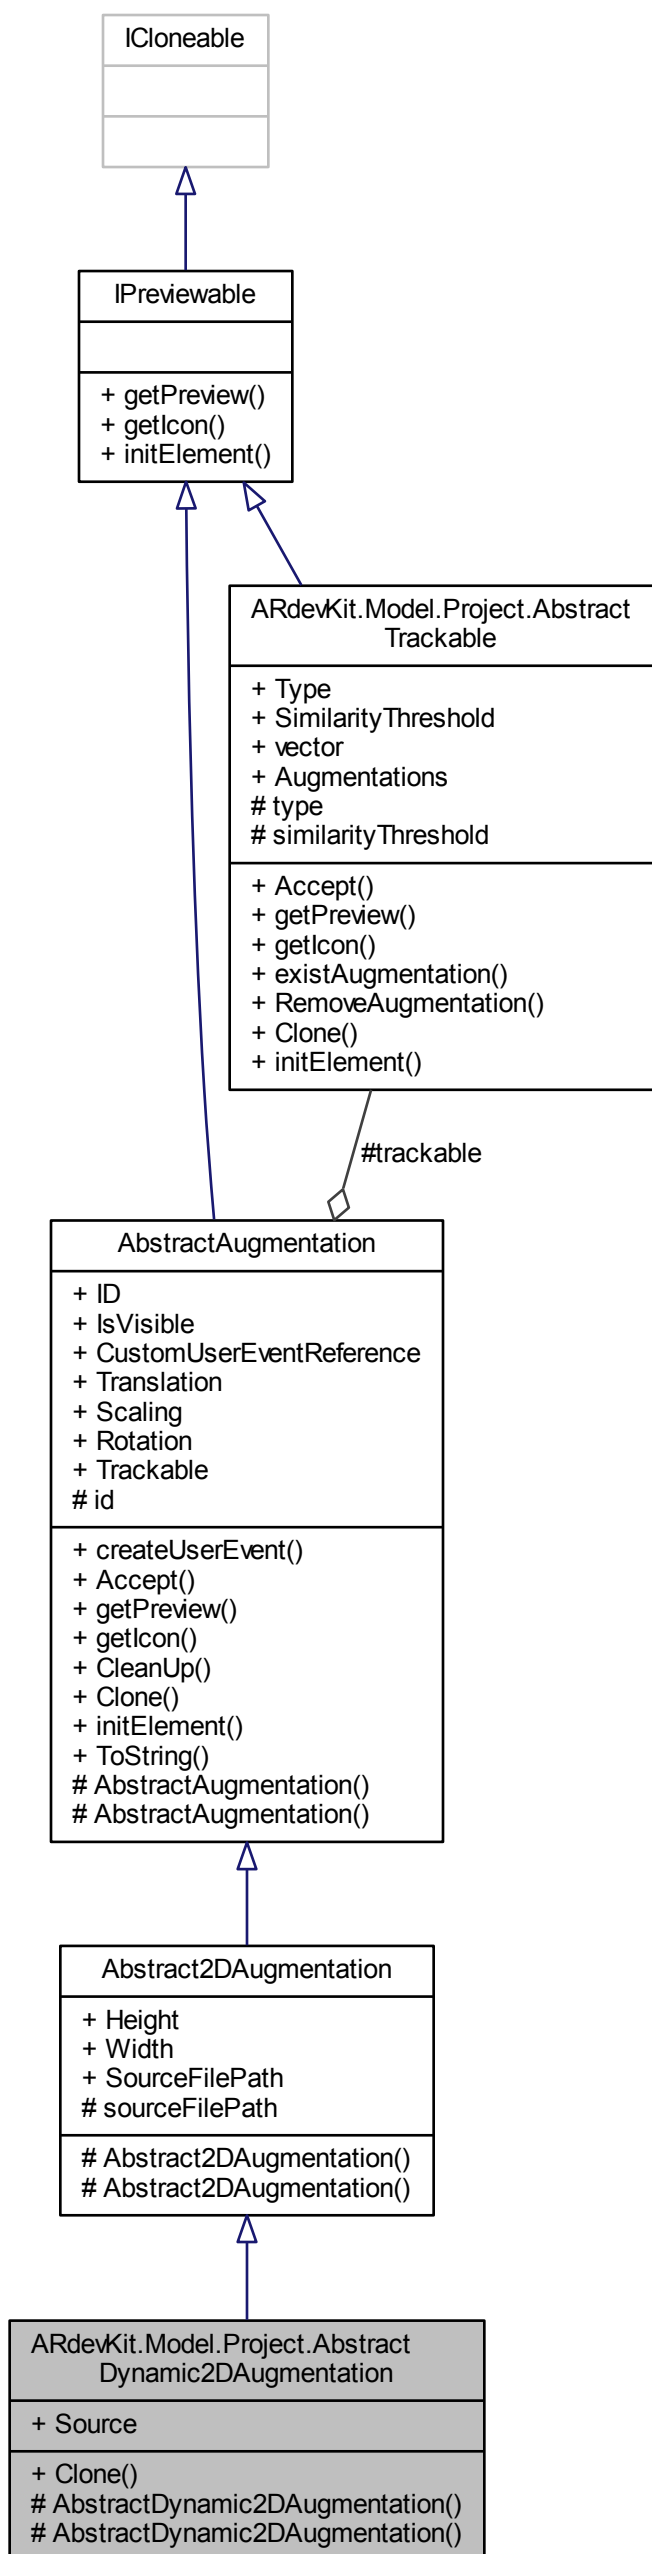 ICloneable
IPreviewable
+ getPreview()
+ getIcon()
+ initElement()
ARdevKit.Model.Project.Abstract
Trackable
+ Type
+ SimilarityThreshold
+ vector
+ Augmentations
# type
# similarityThreshold
+ Accept()
+ getPreview()
+ getIcon()
+ existAugmentation()
+ RemoveAugmentation()
+ Clone()
+ initElement()
#trackable
AbstractAugmentation
+ ID
+ IsVisible
+ CustomUserEventReference
+ Translation
+ Scaling
+ Rotation
+ Trackable
# id
+ createUserEvent()
+ Accept()
+ getPreview()
+ getIcon()
+ CleanUp()
+ Clone()
+ initElement()
+ ToString()
# AbstractAugmentation()
# AbstractAugmentation()
Abstract2DAugmentation
+ Height
+ Width
+ SourceFilePath
# sourceFilePath
# Abstract2DAugmentation()
# Abstract2DAugmentation()
ARdevKit.Model.Project.Abstract
Dynamic2DAugmentation
+ Source
+ Clone()
# AbstractDynamic2DAugmentation()
# AbstractDynamic2DAugmentation()